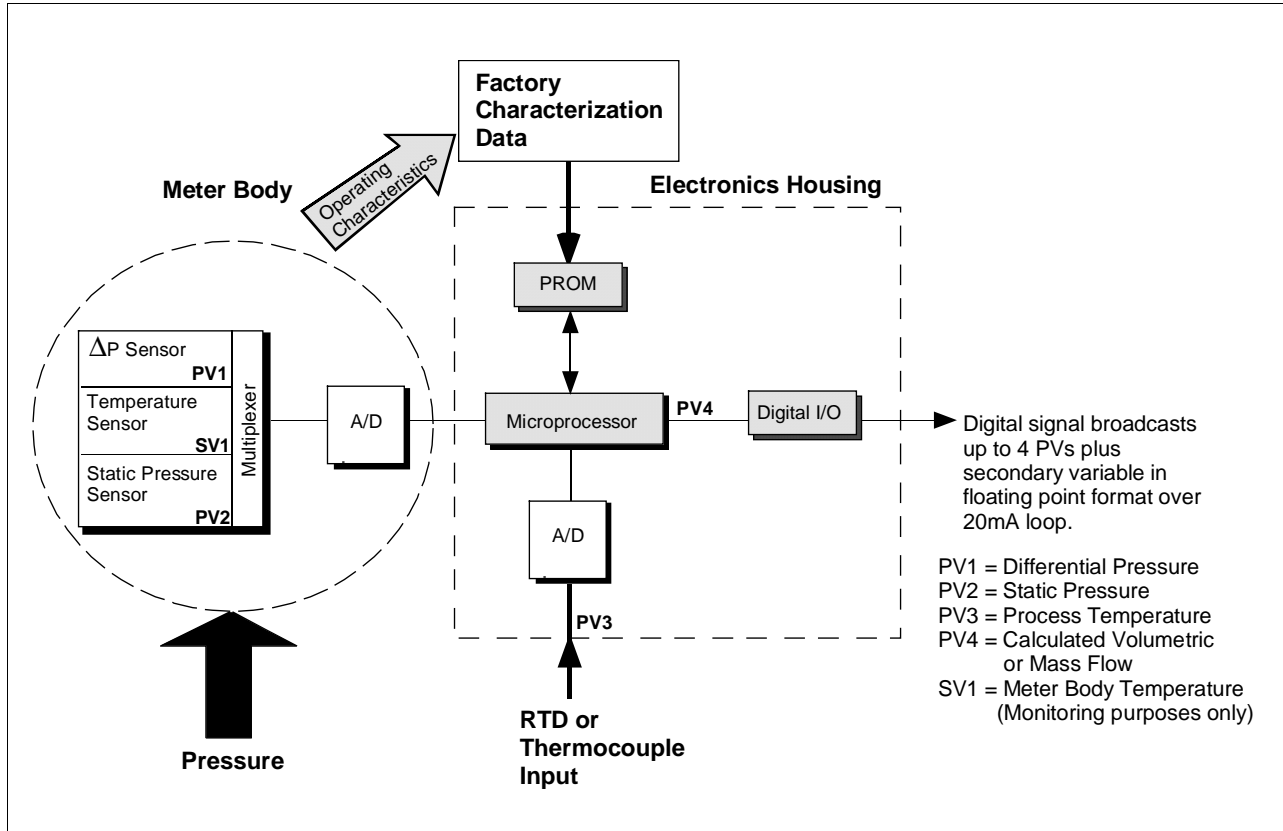 Factory
Characterization
Data
Operating
Characteristics
Meter Body
Electronics Housing
PROM
ΔP Sensor
PV1
Temperature
Sensor
SV1
Static Pressure
Sensor
PV2
Multiplexer
A/D
Microprocessor
PV4
Digital I/O
A/D
PV3
Digital signal broadcasts
up to 4 PVs plus
secondary variable in
floating point format over
20mA loop.
PV1 = Differential Pressure
PV2 = Static Pressure
PV3 = Process Temperature
PV4 = Calculated Volumetric
or Mass Flow
SV1 = Meter Body Temperature
(Monitoring purposes only)
RTD or
Thermocouple
Input
Pressure